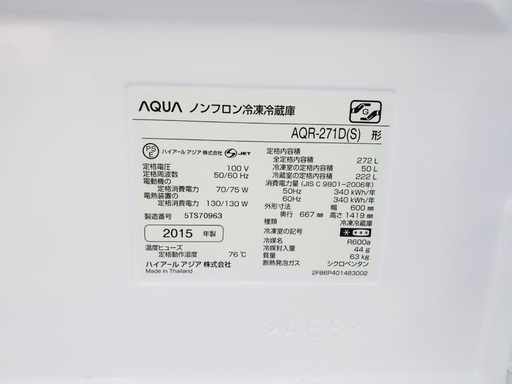 AQUA ノンフロン冷凍冷蔵庫
G
AQR-271D(S) 形
PS
E
ハイアール アジア 株式会社 S JET
定格電圧 100 V
定格周波数 50/60 Hz
電動機の
定格消費電力 70/75 W
電熱装置の
定格消費電力 130/130 W
製造番号 5TS70963
2015 年製
温度ヒューズ
定格動作温度 76℃
ハイアール アジア 株式会社
Made in Thailand
定格内容積
全定格内容積 272 L
冷凍室の定格内容積 50 L
冷蔵室の定格内容積 222 L
消費電力量 (JIS C 9801-2006年)
50Hz 340 kWh/年
60Hz 340 kWh/年
外形寸法 幅 600 mm
奥行 667 mm 高さ 1419 mm
種類 冷凍冷蔵庫
冷凍室の記号
冷媒名 R600a
冷媒封入量 44 g
質量 63 kg
断熱発泡ガス シクロペンタン
2FB6P401483002
>ABS<